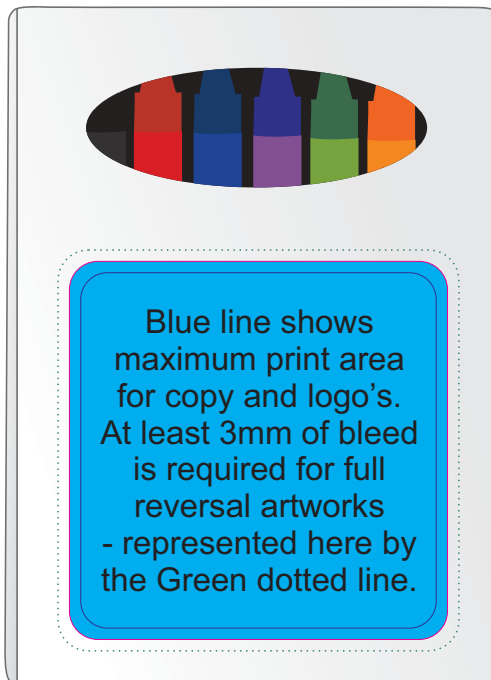 Blue line shows
maximum print area
for copy and logo's.
At least 3mm of bleed
is required for full
reversal artworks
- represented here by
the Green dotted line.